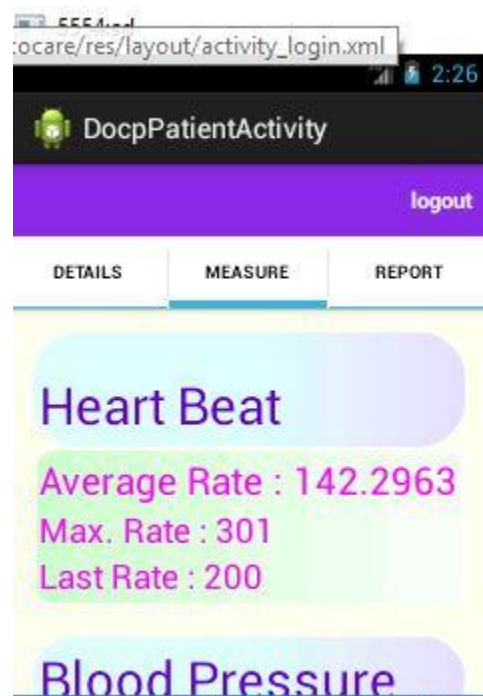 tocare/res/layout/activity_login.xml
2:26
DocpPatientActivity
logout
DETAILS MEASURE REPORT
Heart Beat
Average Rate : 142.2963
Max. Rate : 301
Last Rate : 200
Blood Pressure